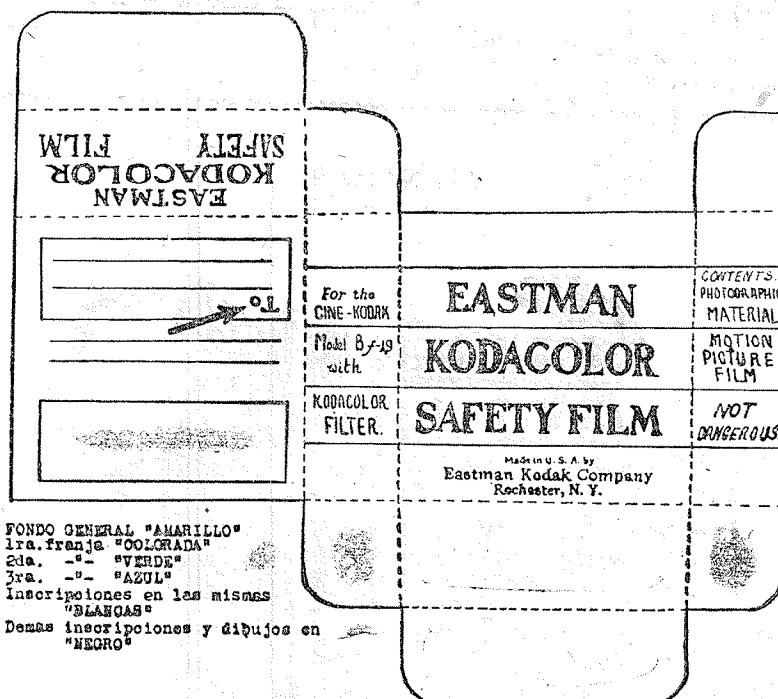 SAFETY FILM
KODACOLOR
EASTMAN
To
For the
CINE-KODAK
Model B f-19
with
KODACOLOR
FILTER.
EASTMAN
KODACOLOR
SAFETY FILM
Made in U. S. A. by
Eastman Kodak Company
Rochester, N. Y.
CONTENTS.
PHOTOGRAPHIC
MATERIAL
MOTION
PICTURE
FILM
NOT
DANGEROUS.
FONDO GENERAL "AMARILLO"
1ra. franja "COLORADA"
2da. -"- "VERDE"
3ra. -"- "AZUL"
Inscripciones en las mismas
"BLANCAS"
Demas inscripciones y dibujos en
"NEGRO"